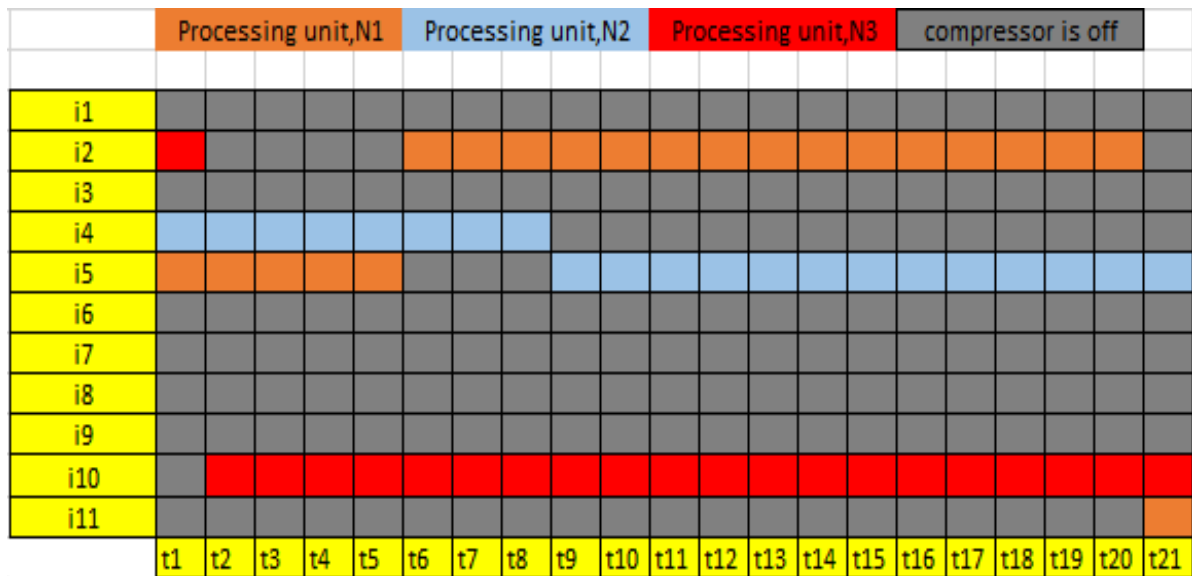 Processing unit,N1 Processing unit,N2 Processing unit,N3 compressor is off
i1
i2
i3
i4
i5
i6
i7
i8
i9
i10
i11
t1 t2 t3 t4 t5 t6 t7 t8 t9 t10 t11 t12 t13 t14 t15 t16 t17 t18 t19 t20 t21